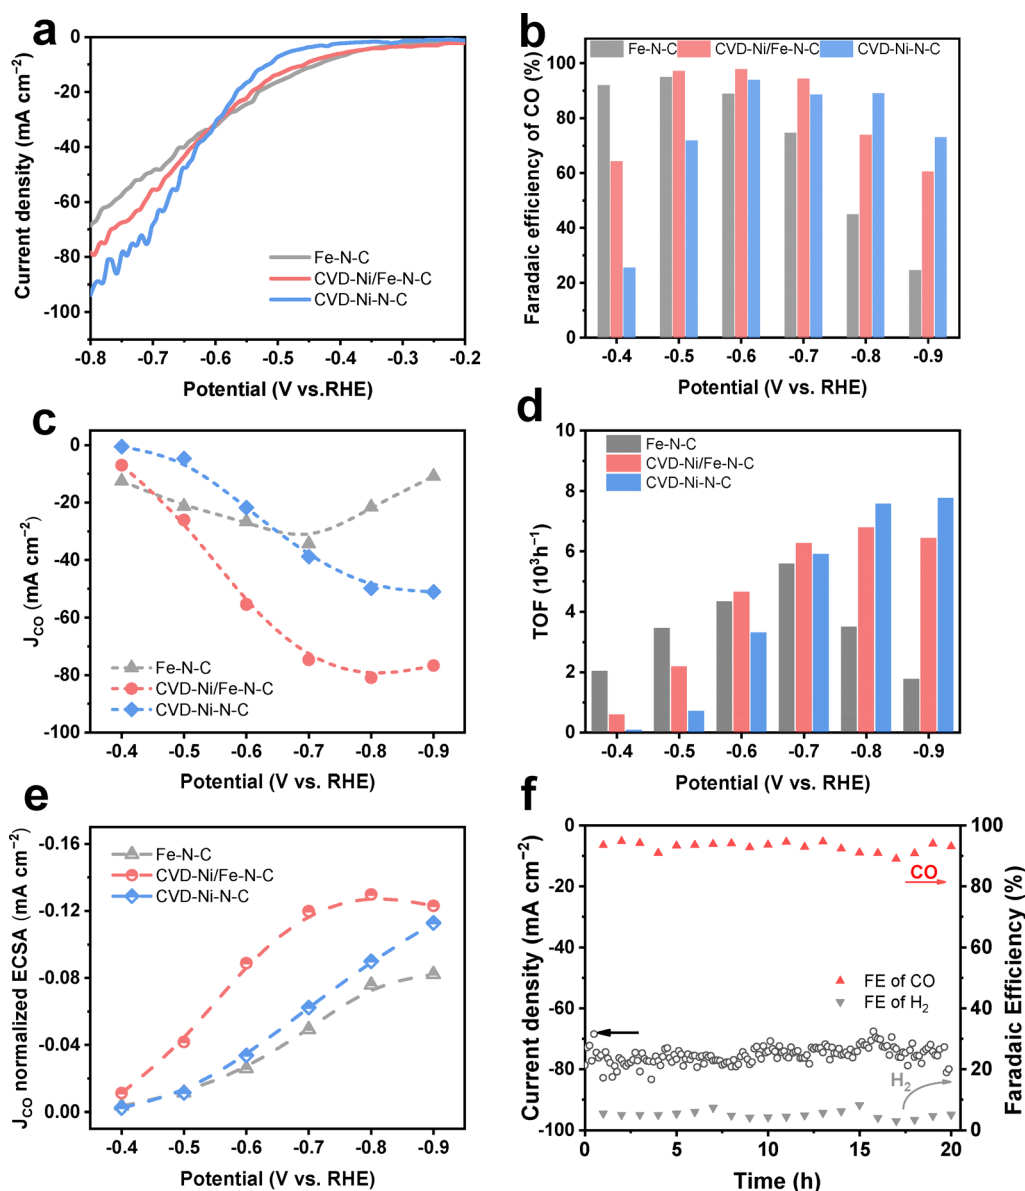 a
Current density (mA cm⁻²)
0
-20
-40
-60
-80
-100
Fe-N-C
CVD-Ni/Fe-N-C
CVD-Ni-N-C
-0.8 -0.7 -0.6 -0.5 -0.4 -0.3 -0.2
Potential (V vs.RHE)
b
Faradaic efficiency of CO (%)
Fe-N-C CVD-Ni/Fe-N-C CVD-Ni-N-C
100
80
60
40
20
0
-0.4 -0.5 -0.6 -0.7 -0.8 -0.9
Potential (V vs. RHE)
c
J_CO (mA cm⁻²)
0
-20
-40
-60
-80
-100
Fe-N-C
CVD-Ni/Fe-N-C
CVD-Ni-N-C
-0.4 -0.5 -0.6 -0.7 -0.8 -0.9
Potential (V vs. RHE)
d
TOF (10³h⁻¹)
10
8
6
4
2
0
Fe-N-C
CVD-Ni/Fe-N-C
CVD-Ni-N-C
-0.4 -0.5 -0.6 -0.7 -0.8 -0.9
Potential (V vs. RHE)
e
J_CO normalized ECSA (mA cm⁻²)
-0.16
-0.12
-0.08
-0.04
0.00
Fe-N-C
CVD-Ni/Fe-N-C
CVD-Ni-N-C
-0.4 -0.5 -0.6 -0.7 -0.8 -0.9
Potential (V vs. RHE)
f
Current density (mA cm⁻²)
0
-20
-40
-60
-80
-100
CO
FE of CO
FE of H₂
H₂
100
80
60
40
20
0
Faradaic Efficiency (%)
0 5 10 15 20
Time (h)